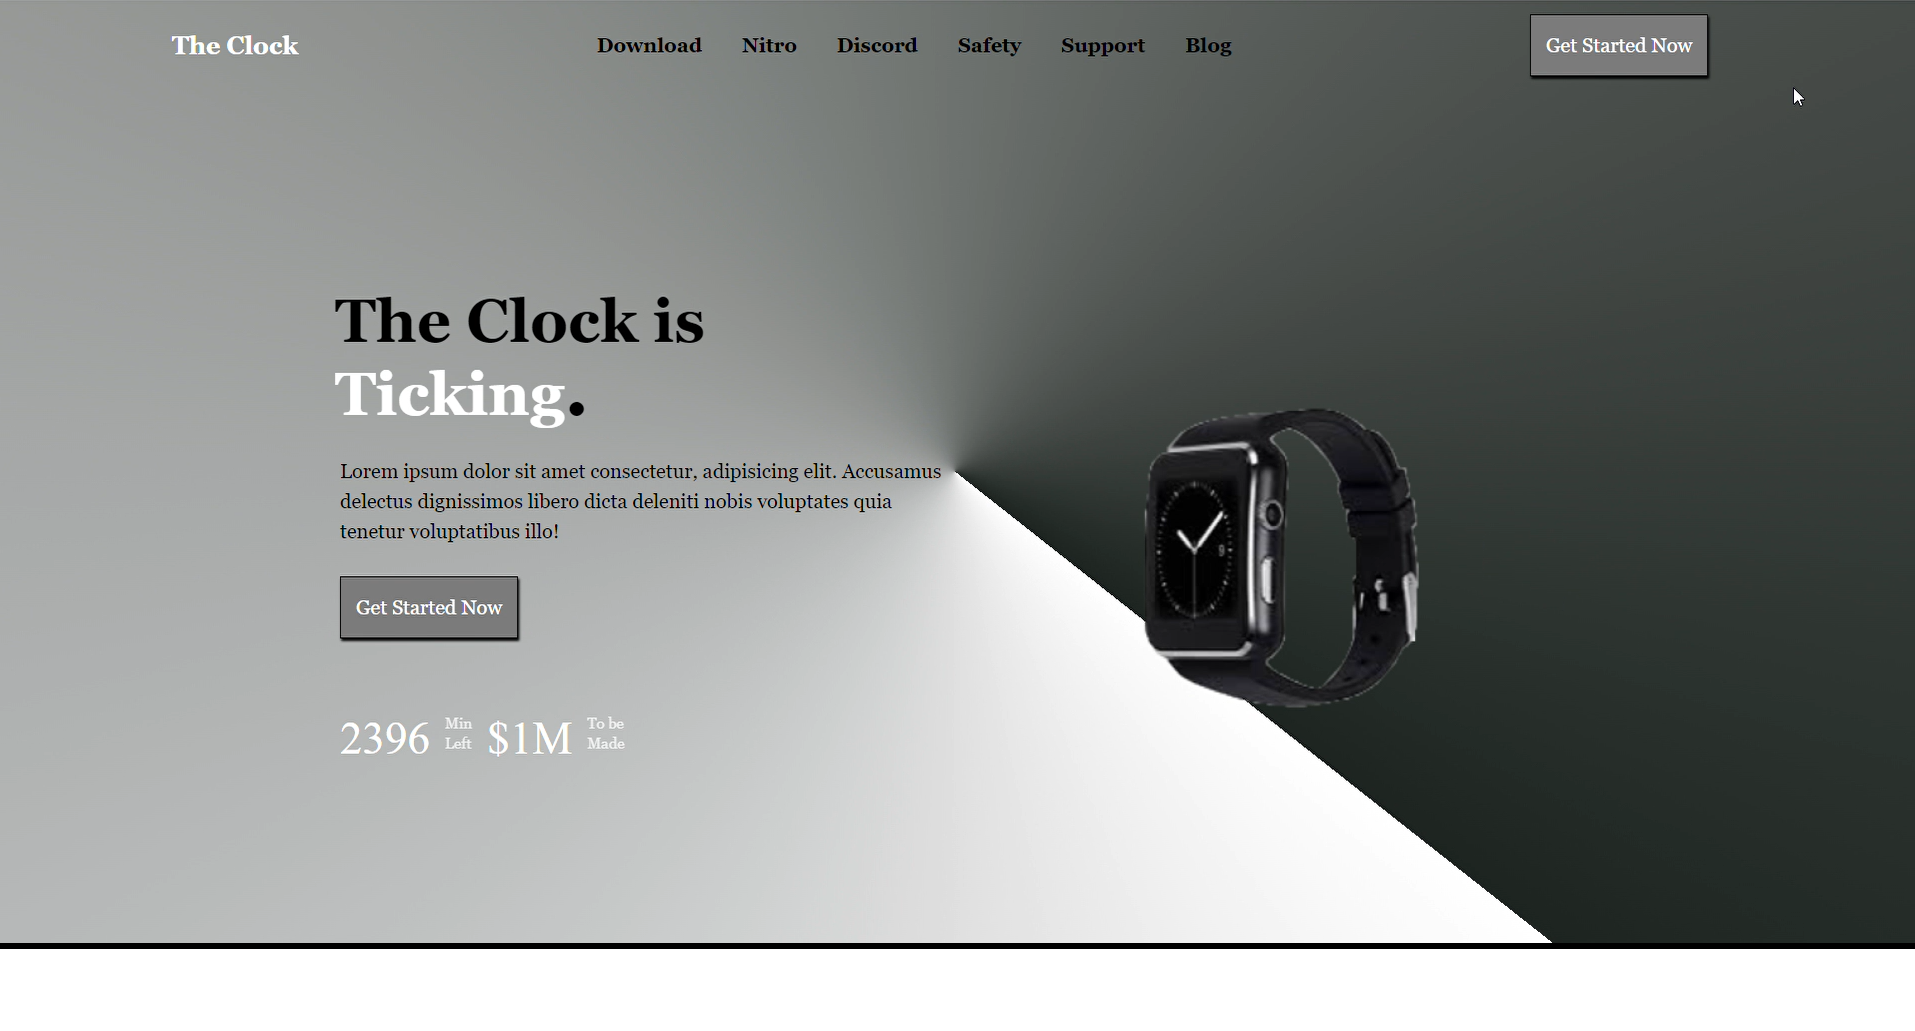 The Clock
Download Nitro Discord Safety Support Blog
Get Started Now
The Clock is
Ticking.
Lorem ipsum dolor sit amet consectetur, adipisicing elit. Accusamus
delectus dignissimos libero dicta deleniti nobis voluptates quia
tenetur voluptatibus illo!
Get Started Now
2396 Min Left $1M To be Made